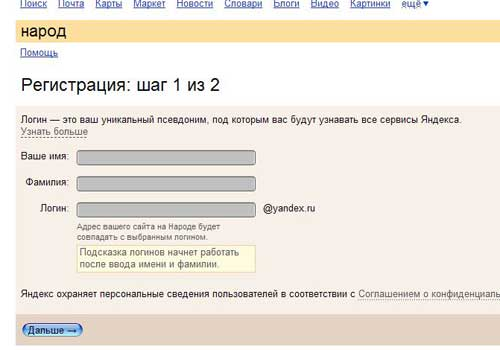 Поиск Почта Карты Маркет Новости Словари Блоги Видео Картинки ещё ▼
народ
Помощь
Регистрация: шаг 1 из 2
Логин — это ваш уникальный псевдоним, под которым вас будут узнавать все сервисы Яндекса.
Узнать больше
Ваше имя:
Фамилия:
Логин: @yandex.ru
Адрес вашего сайта на Народе будет
совпадать с выбранным логином.
Подсказка логинов начнет работать
после ввода имени и фамилии.
Яндекс охраняет персональные сведения пользователей в соответствии с Соглашением о конфиденциаль
Дальше →